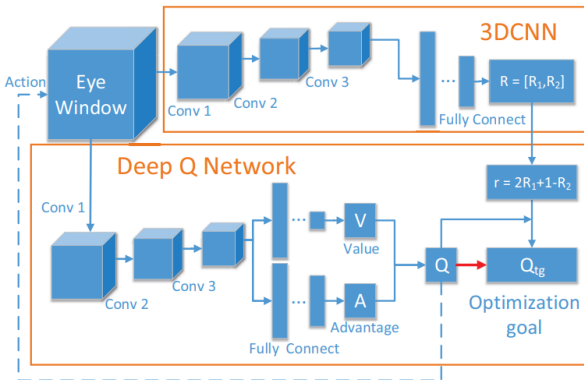 3DCNN
Action
Eye
Window
Conv 1
Conv 2
Conv 3
Fully Connect
R = [R₁,R₂]
Deep Q Network
r = 2R₁+1-R₂
Conv 1
Conv 2
Conv 3
V
Value
A
Advantage
Fully Connect
Q
Qtg
Optimization
goal